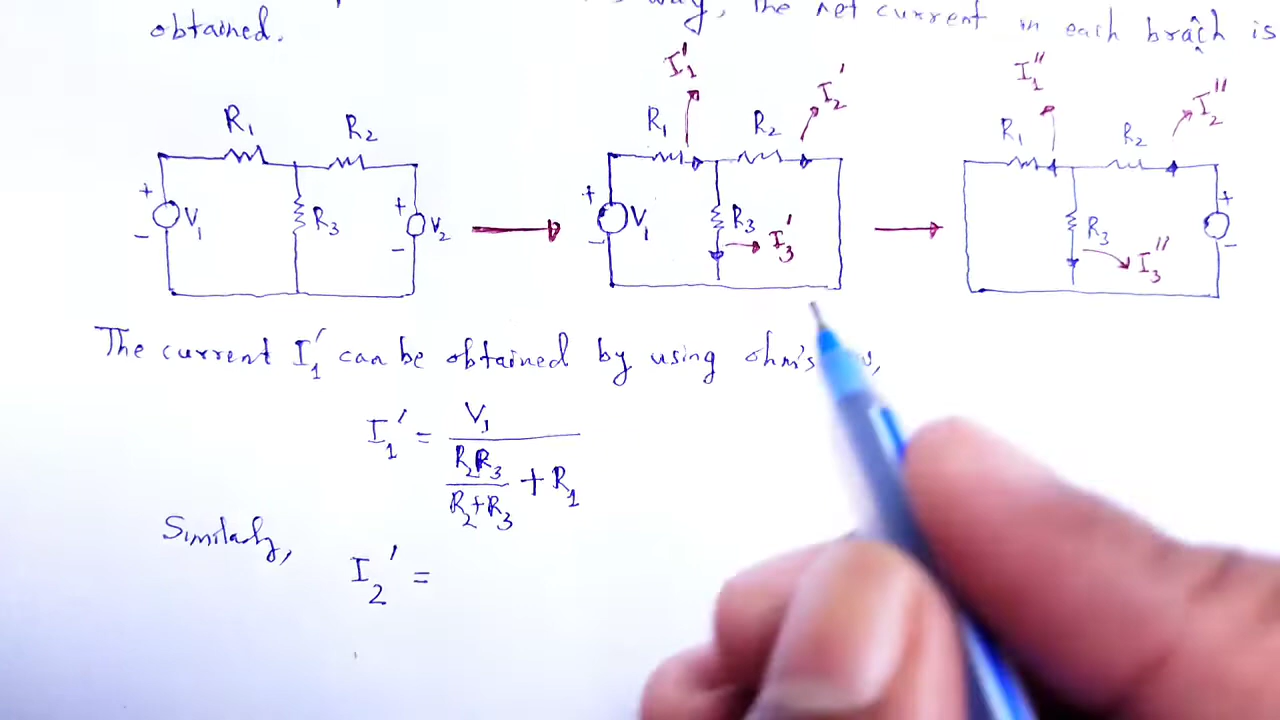 way, the net current in each branch is
obtained.
I₁' I₂' I₁'' I₂''
R₁ R₂ R₁ R₂ R₁ R₂
+ V₁ - R₃ + V₂ - + V₁ - R₃ I₃' R₃ I₃'' + -
The current I₁' can be obtained by using ohm's
I₁' = V₁ / (R₂R₃ / (R₂+R₃) + R₁)
Similarly, I₂' =